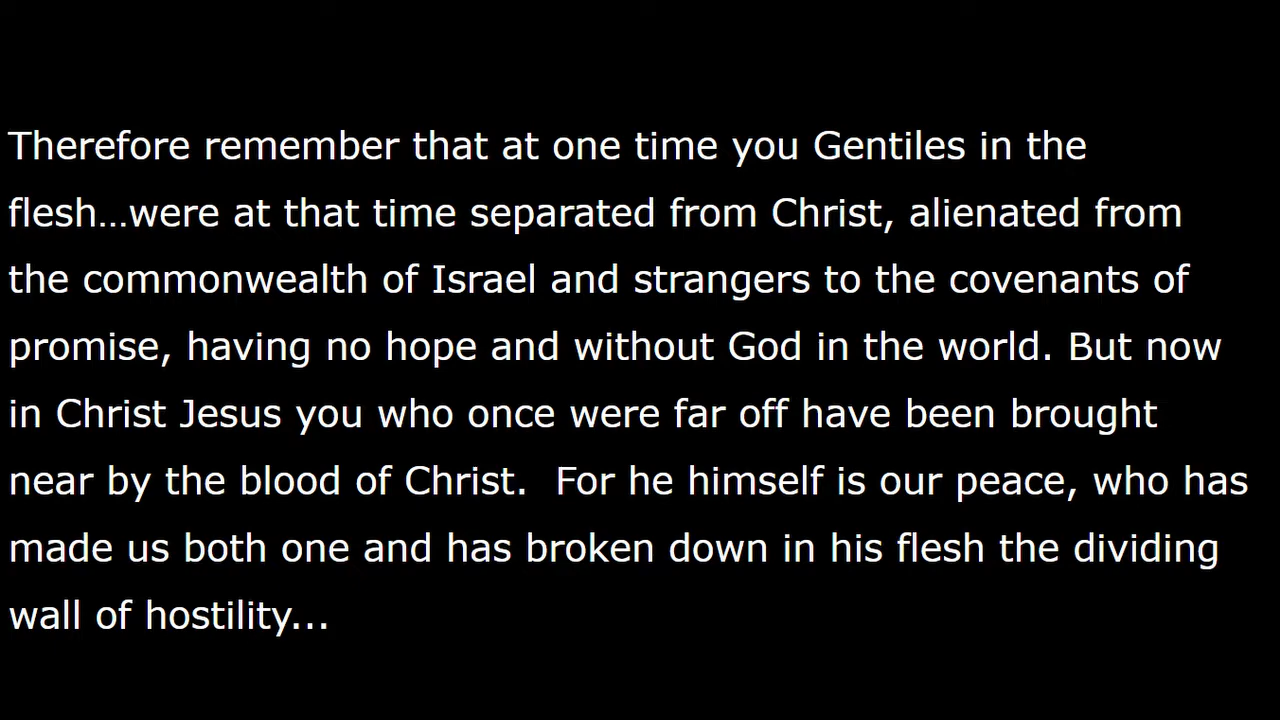 Therefore remember that at one time you Gentiles in the
flesh…were at that time separated from Christ, alienated from
the commonwealth of Israel and strangers to the covenants of
promise, having no hope and without God in the world. But now
in Christ Jesus you who once were far off have been brought
near by the blood of Christ.  For he himself is our peace, who has
made us both one and has broken down in his flesh the dividing
wall of hostility...